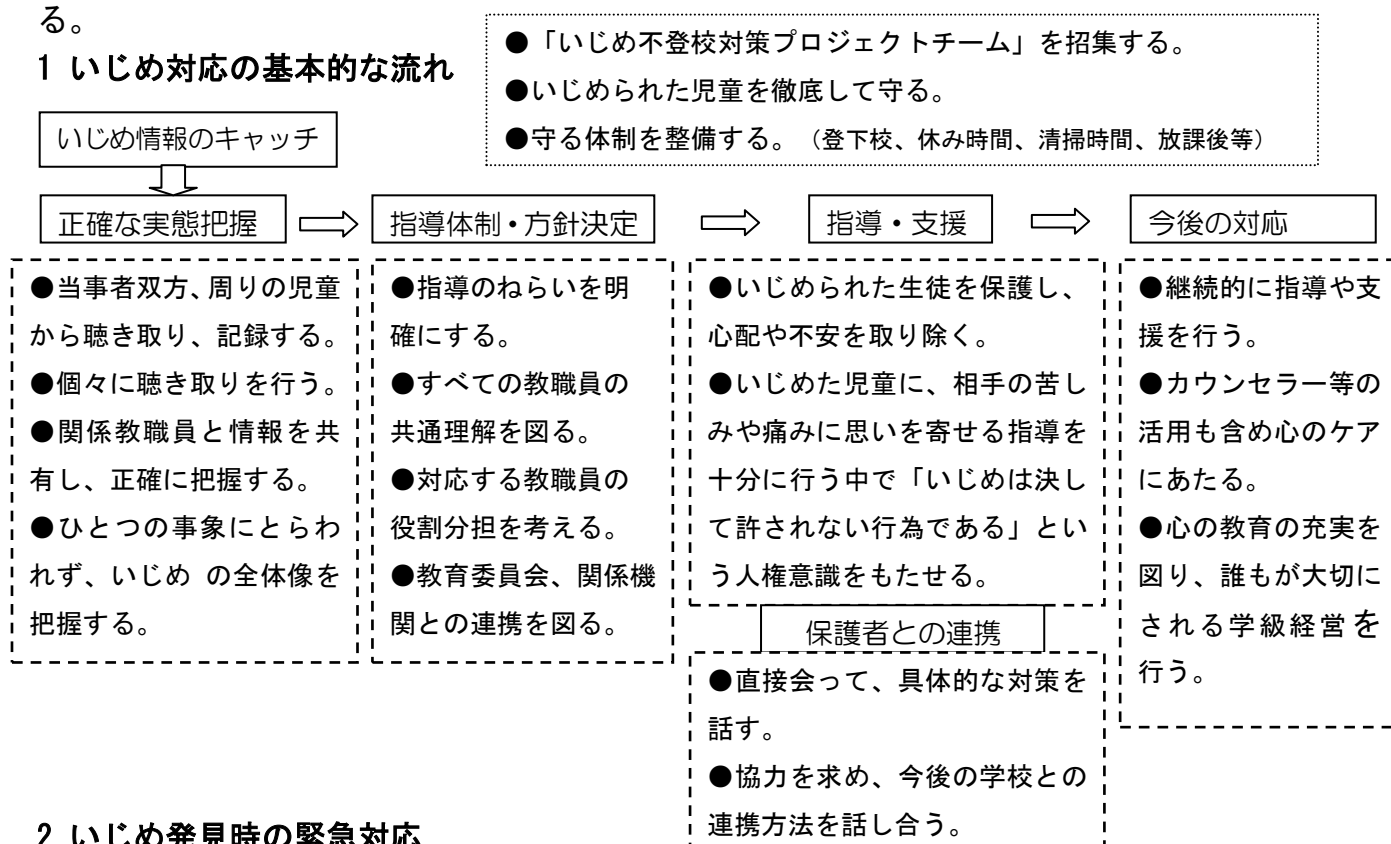 る。
1 いじめ対応の基本的な流れ
●「いじめ不登校対策プロジェクトチーム」を招集する。
●いじめられた児童を徹底して守る。
●守る体制を整備する。（登下校、休み時間、清掃時間、放課後等）
いじめ情報のキャッチ
正確な実態把握
●当事者双方、周りの児童
から聴き取り、記録する。
●個々に聴き取りを行う。
●関係教職員と情報を共
有し、正確に把握する。
●ひとつの事象にとらわ
れず、いじめ の全体像を
把握する。
指導体制・方針決定
●指導のねらいを明
確にする。
●すべての教職員の
共通理解を図る。
●対応する教職員の
役割分担を考える。
●教育委員会、関係機
関との連携を図る。
指導・支援
●いじめられた生徒を保護し、
心配や不安を取り除く。
●いじめた児童に、相手の苦し
みや痛みに思いを寄せる指導を
十分に行う中で「いじめは決し
て許されない行為である」とい
う人権意識をもたせる。
保護者との連携
●直接会って、具体的な対策を
話す。
●協力を求め、今後の学校との
連携方法を話し合う。
今後の対応
●継続的に指導や支
援を行う。
●カウンセラー等の
活用も含め心のケア
にあたる。
●心の教育の充実を
図り、誰もが大切に
される学級経営を
行う。
2 いじめ発見時の緊急対応